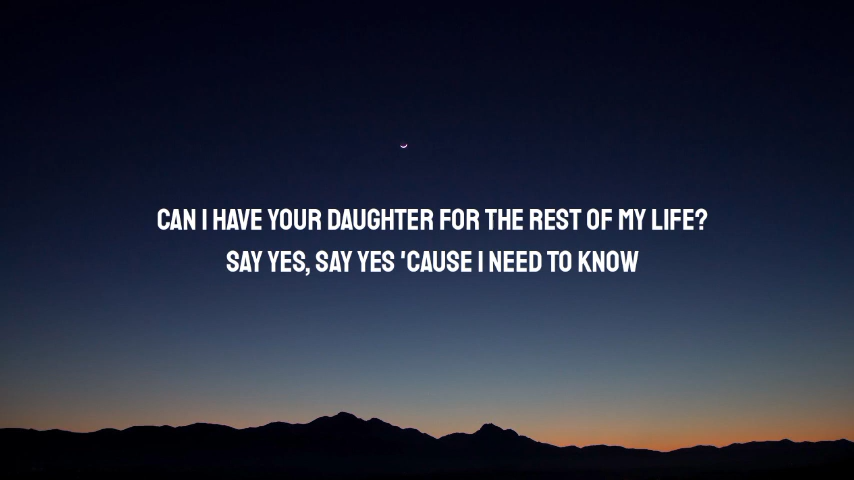 CAN I HAVE YOUR DAUGHTER FOR THE REST OF MY LIFE?
SAY YES, SAY YES 'CAUSE I NEED TO KNOW